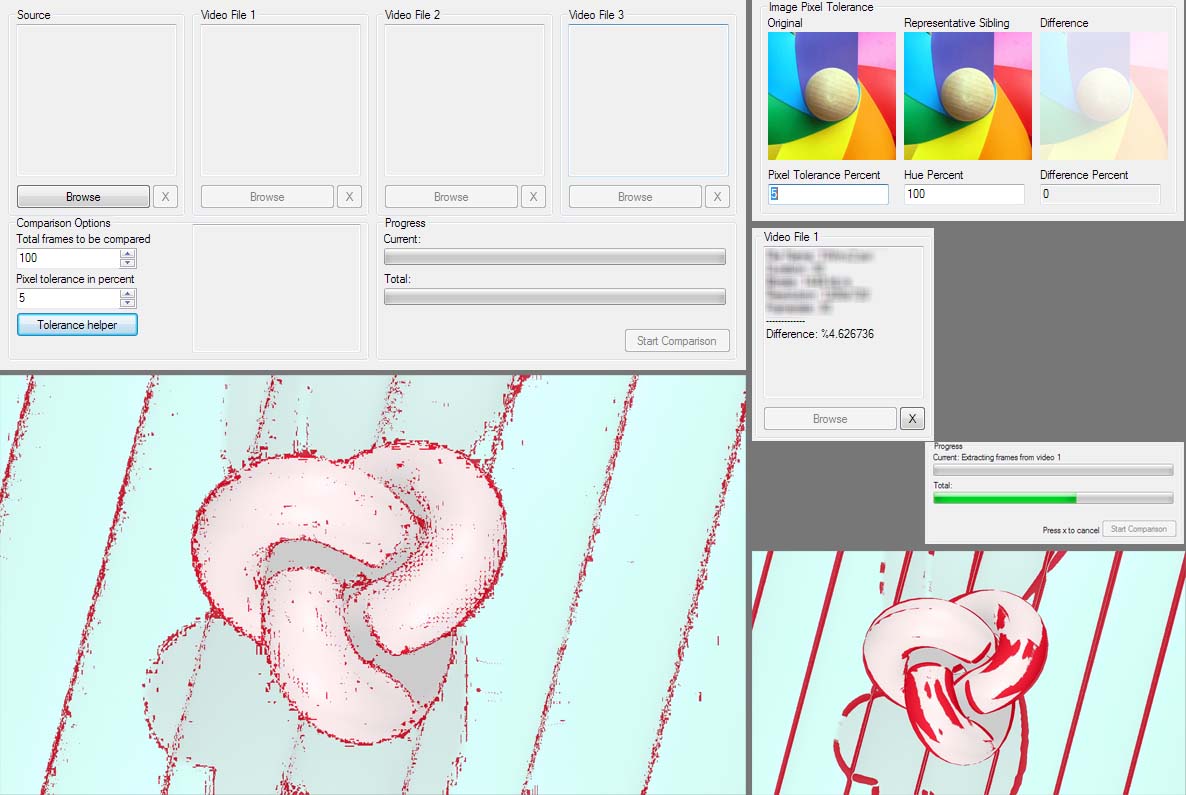 Source
Video File 1
Video File 2
Video File 3
Browse
X
Browse
X
Browse
X
Browse
X
Comparison Options
Total frames to be compared
100
Pixel tolerance in percent
5
Tolerance helper
Progress
Current:
Total:
Start Comparison
Image Pixel Tolerance
Original
Representative Sibling
Difference
Pixel Tolerance Percent
Hue Percent
Difference Percent
5
100
0
Video File 1
-------------
Difference: %4.626736
Browse
X
Progress
Current: Extracting frames from video 1
Total:
Press x to cancel
Start Comparison